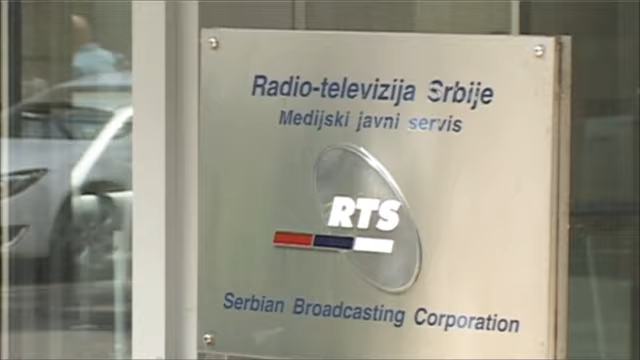 Radio-televizija Srbije
Medijski javni servis
RTS
Serbian Broadcasting Corporation